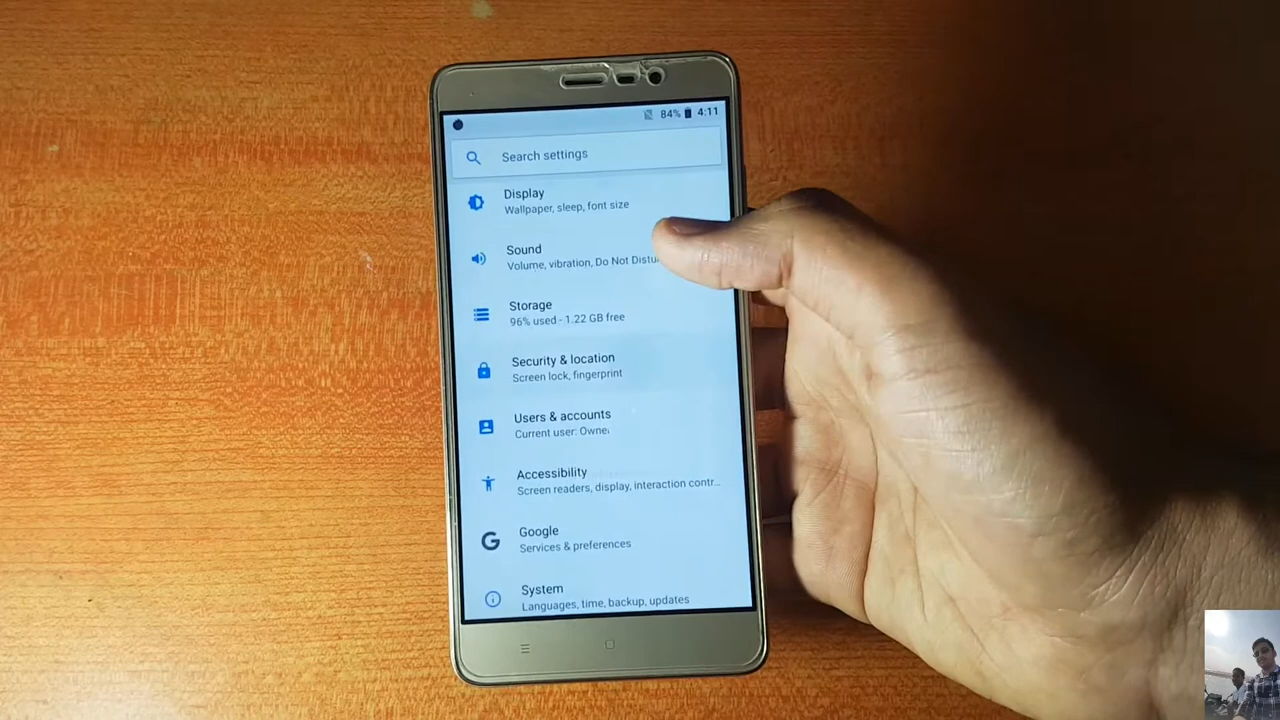 84% 4:11
Search settings
Display
Wallpaper, sleep, font size
Sound
Volume, vibration, Do Not Distu
Storage
96% used - 1.22 GB free
Security & location
Screen lock, fingerprint
Users & accounts
Current user: Owner
Accessibility
Screen readers, display, interaction contr...
Google
Services & preferences
System
Languages, time, backup, updates